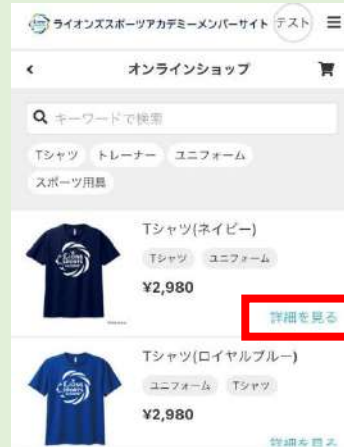 ライオンズスポーツアカデミーメンバーサイト テスト
オンラインショップ
キーワードで検索
Tシャツ トレーナー ユニフォーム
スポーツ用具
Tシャツ(ネイビー)
Tシャツ ユニフォーム
¥2,980
詳細を見る
Tシャツ(ロイヤルブルー)
ユニフォーム Tシャツ
¥2,980
詳細を見る